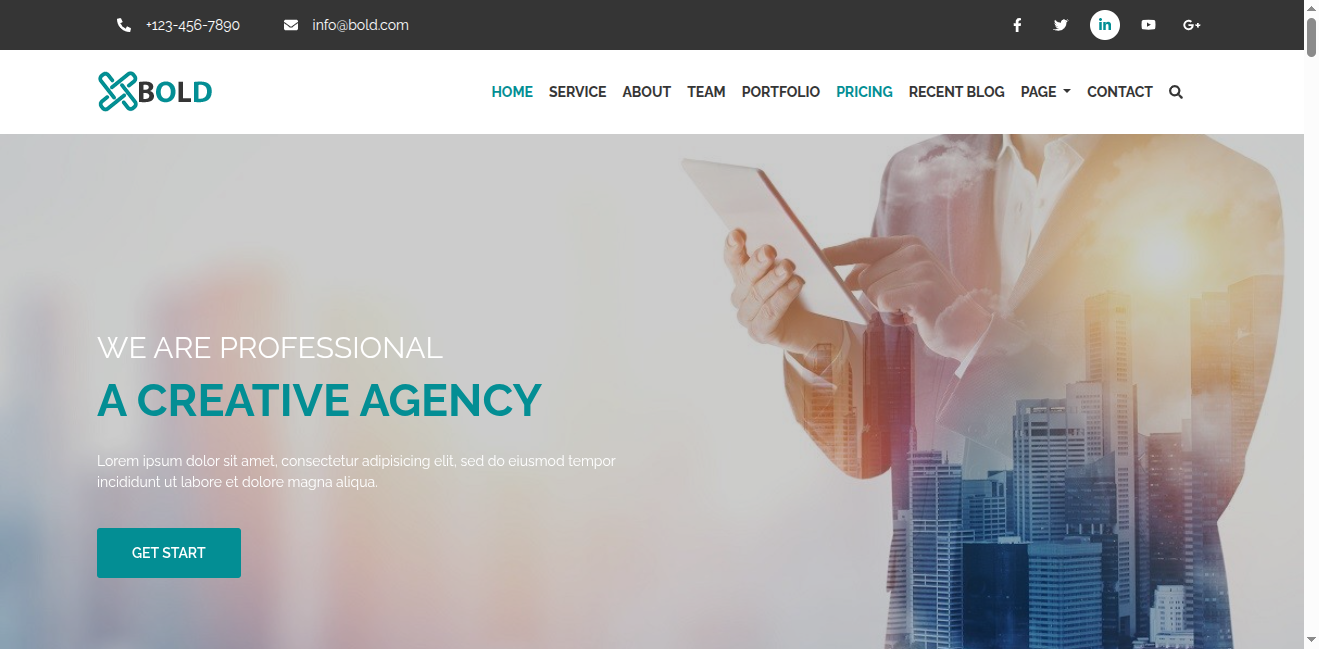 +123-456-7890 info@bold.com
BOLD
HOME SERVICE ABOUT TEAM PORTFOLIO PRICING RECENT BLOG PAGE CONTACT
WE ARE PROFESSIONAL
A CREATIVE AGENCY
Lorem ipsum dolor sit amet, consectetur adipisicing elit, sed do eiusmod tempor
incididunt ut labore et dolore magna aliqua.
GET START